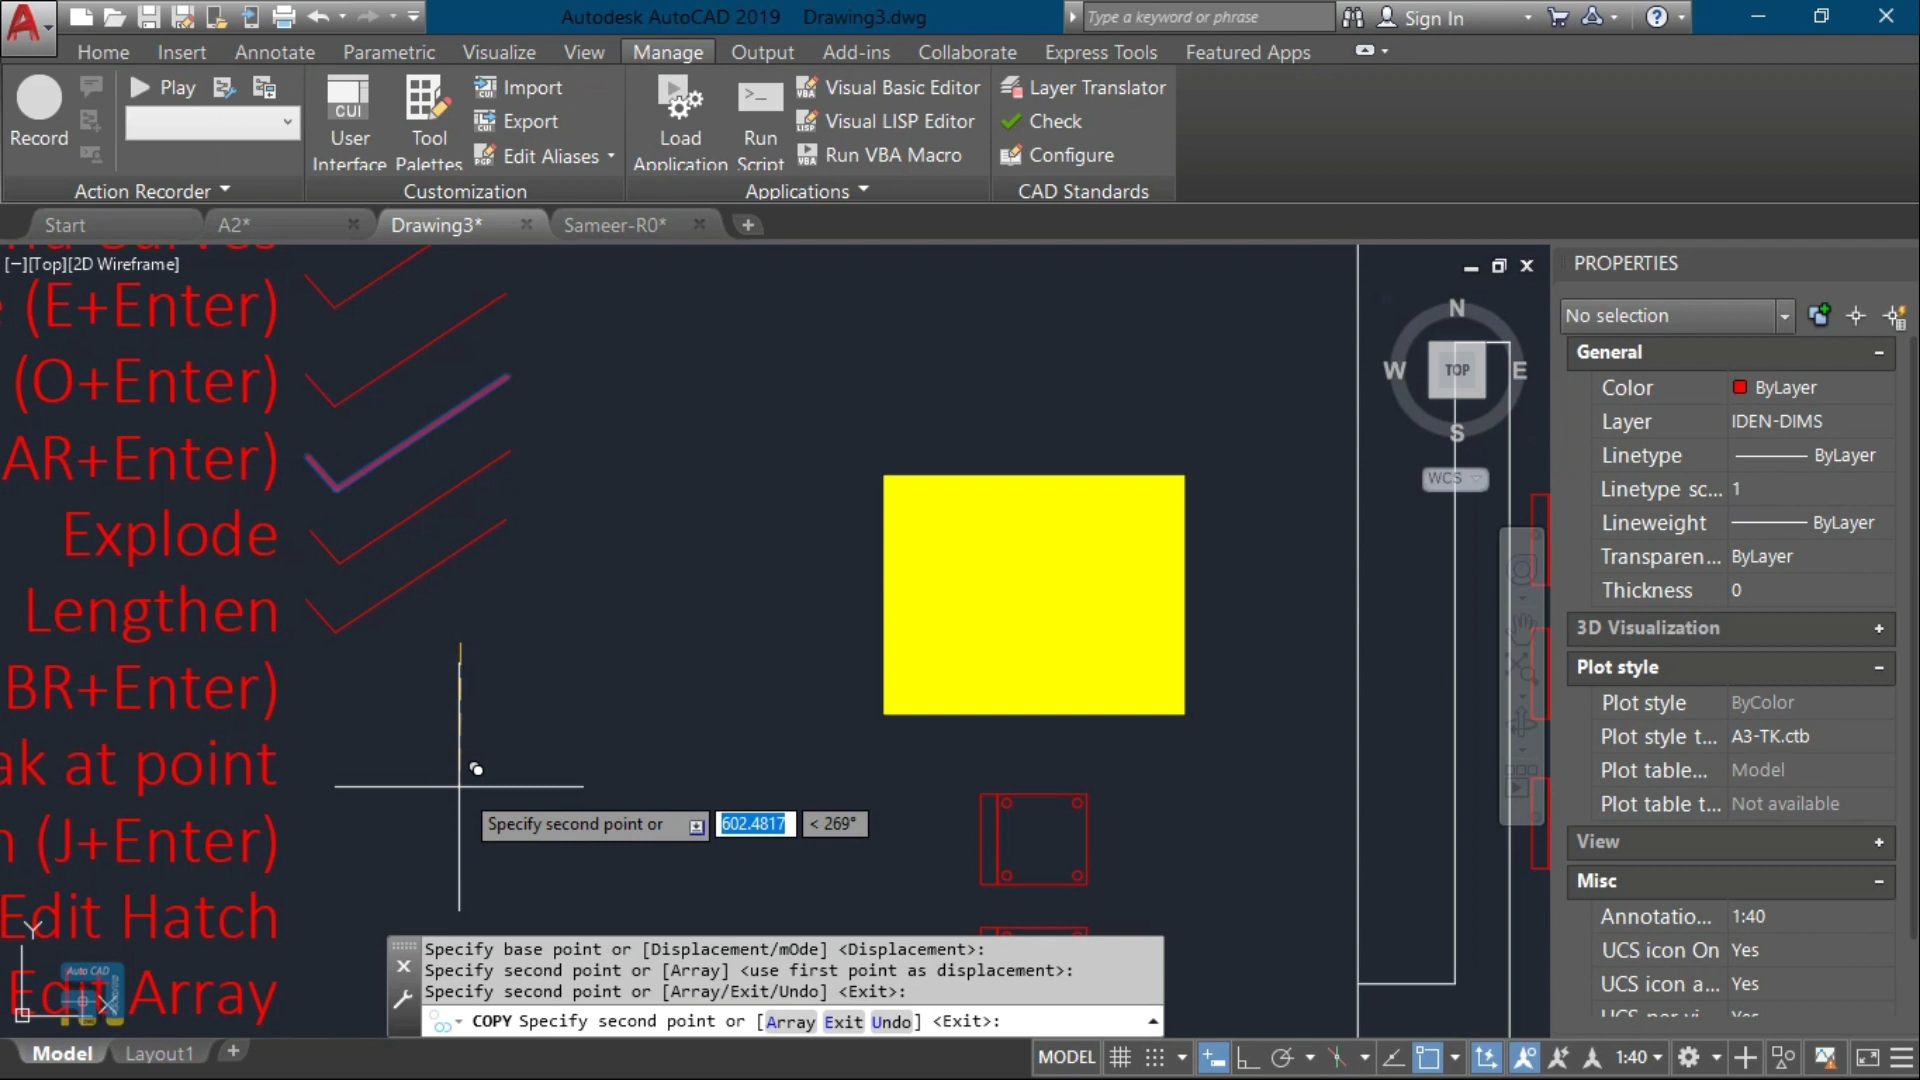 Autodesk AutoCAD 2019 Drawing3.dwg
Type a keyword or phrase
Sign In
Home Insert Annotate Parametric Visualize View Manage Output Add-ins Collaborate Express Tools Featured Apps
Play
Record
CUI
User
Interface
Tool
Palettes
Import
Export
Edit Aliases
Load
Application
Run
Script
Visual Basic Editor
Visual LISP Editor
Run VBA Macro
Layer Translator
Check
Configure
Action Recorder
Customization
Applications
CAD Standards
Start
A2*
Drawing3*
Sameer-R0*
[−][Top][2D Wireframe]
(E+Enter)
(O+Enter)
AR+Enter)
Explode
Lengthen
BR+Enter)
ak at point
(J+Enter)
Edit Hatch
Edit Array
Auto CAD
Y
X
N
W
TOP
E
S
WCS
Specify second point or
602.4817
< 269°
Specify base point or [Displacement/mOde] <Displacement>:
Specify second point or [Array] <use first point as displacement>:
Specify second point or [Array/Exit/Undo] <Exit>:
COPY Specify second point or [Array Exit Undo] <Exit>:
PROPERTIES
No selection
General
Color ByLayer
Layer IDEN-DIMS
Linetype ByLayer
Linetype sc... 1
Lineweight ByLayer
Transparen... ByLayer
Thickness 0
3D Visualization
Plot style
Plot style ByColor
Plot style t... A3-TK.ctb
Plot table... Model
Plot table t... Not available
View
Misc
Annotatio... 1:40
UCS icon On Yes
UCS icon a... Yes
Model
Layout1
MODEL
1:40